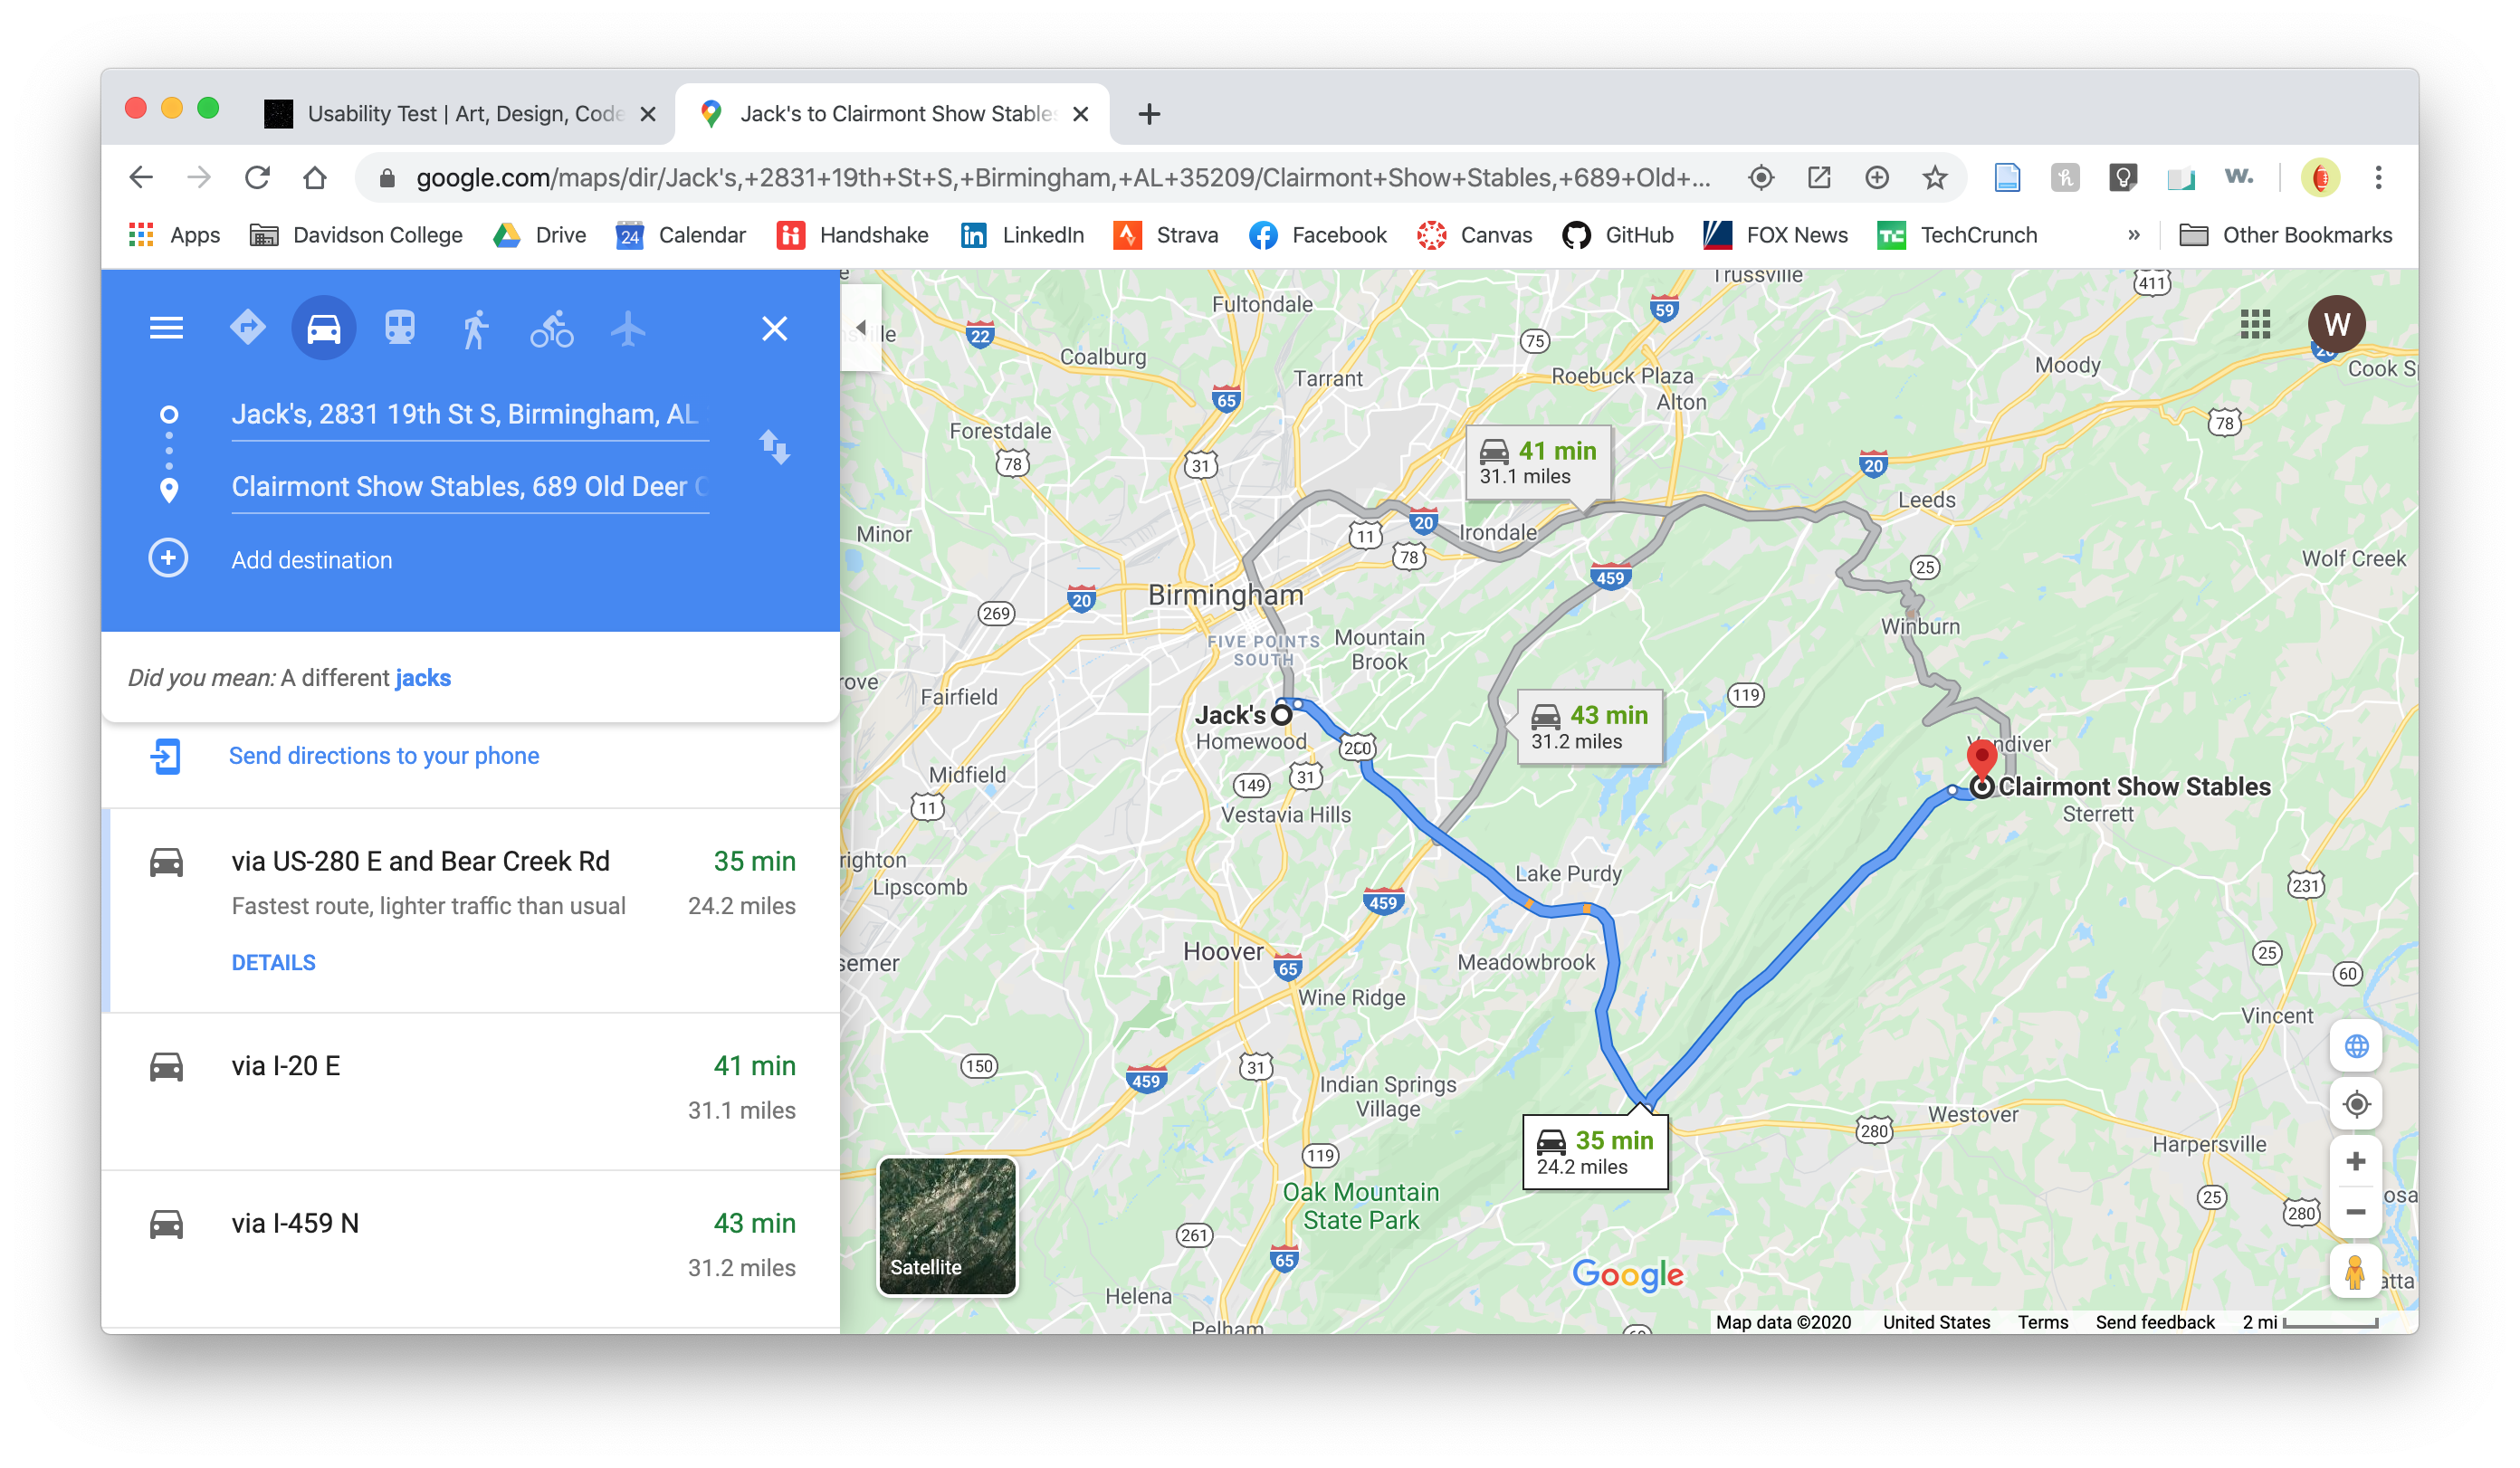 Usability Test | Art, Design, Code
Jack's to Clairmont Show Stables
google.com/maps/dir/Jack's,+2831+19th+St+S,+Birmingham,+AL+35209/Clairmont+Show+Stables,+689+Old+...
Apps
Davidson College
Drive
24
Calendar
Handshake
LinkedIn
Strava
Facebook
Canvas
GitHub
FOX News
TC
TechCrunch
»
Other Bookmarks
Jack's, 2831 19th St S, Birmingham, AL
Clairmont Show Stables, 689 Old Deer
Add destination
Did you mean: A different jacks
Send directions to your phone
via US-280 E and Bear Creek Rd
35 min
Fastest route, lighter traffic than usual
24.2 miles
DETAILS
via I-20 E
41 min
31.1 miles
via I-459 N
43 min
31.2 miles
Trussville
411
Fultondale
59
W
22
Coalburg
75
Moody
Cook S
Tarrant
Roebuck Plaza
65
Alton
78
Forestdale
41 min
31.1 miles
78
31
20
Leeds
Minor
20
11
Irondale
78
Wolf Creek
25
459
Birmingham
20
269
Winburn
FIVE POINTS
SOUTH
Mountain
Brook
rove
Fairfield
119
43 min
31.2 miles
Jack's
Homewood
280
Vandiver
Midfield
149
31
Clairmont Show Stables
Sterrett
11
Vestavia Hills
righton
Lipscomb
Lake Purdy
231
459
Hoover
65
Meadowbrook
25
60
semer
Wine Ridge
Vincent
150
31
459
Indian Springs
Village
Westover
280
35 min
24.2 miles
Harpersville
119
Oak Mountain
State Park
25
280
osa
261
65
Satellite
Google
atta
Helena
Pelham
Map data ©2020
United States
Terms
Send feedback
2 mi